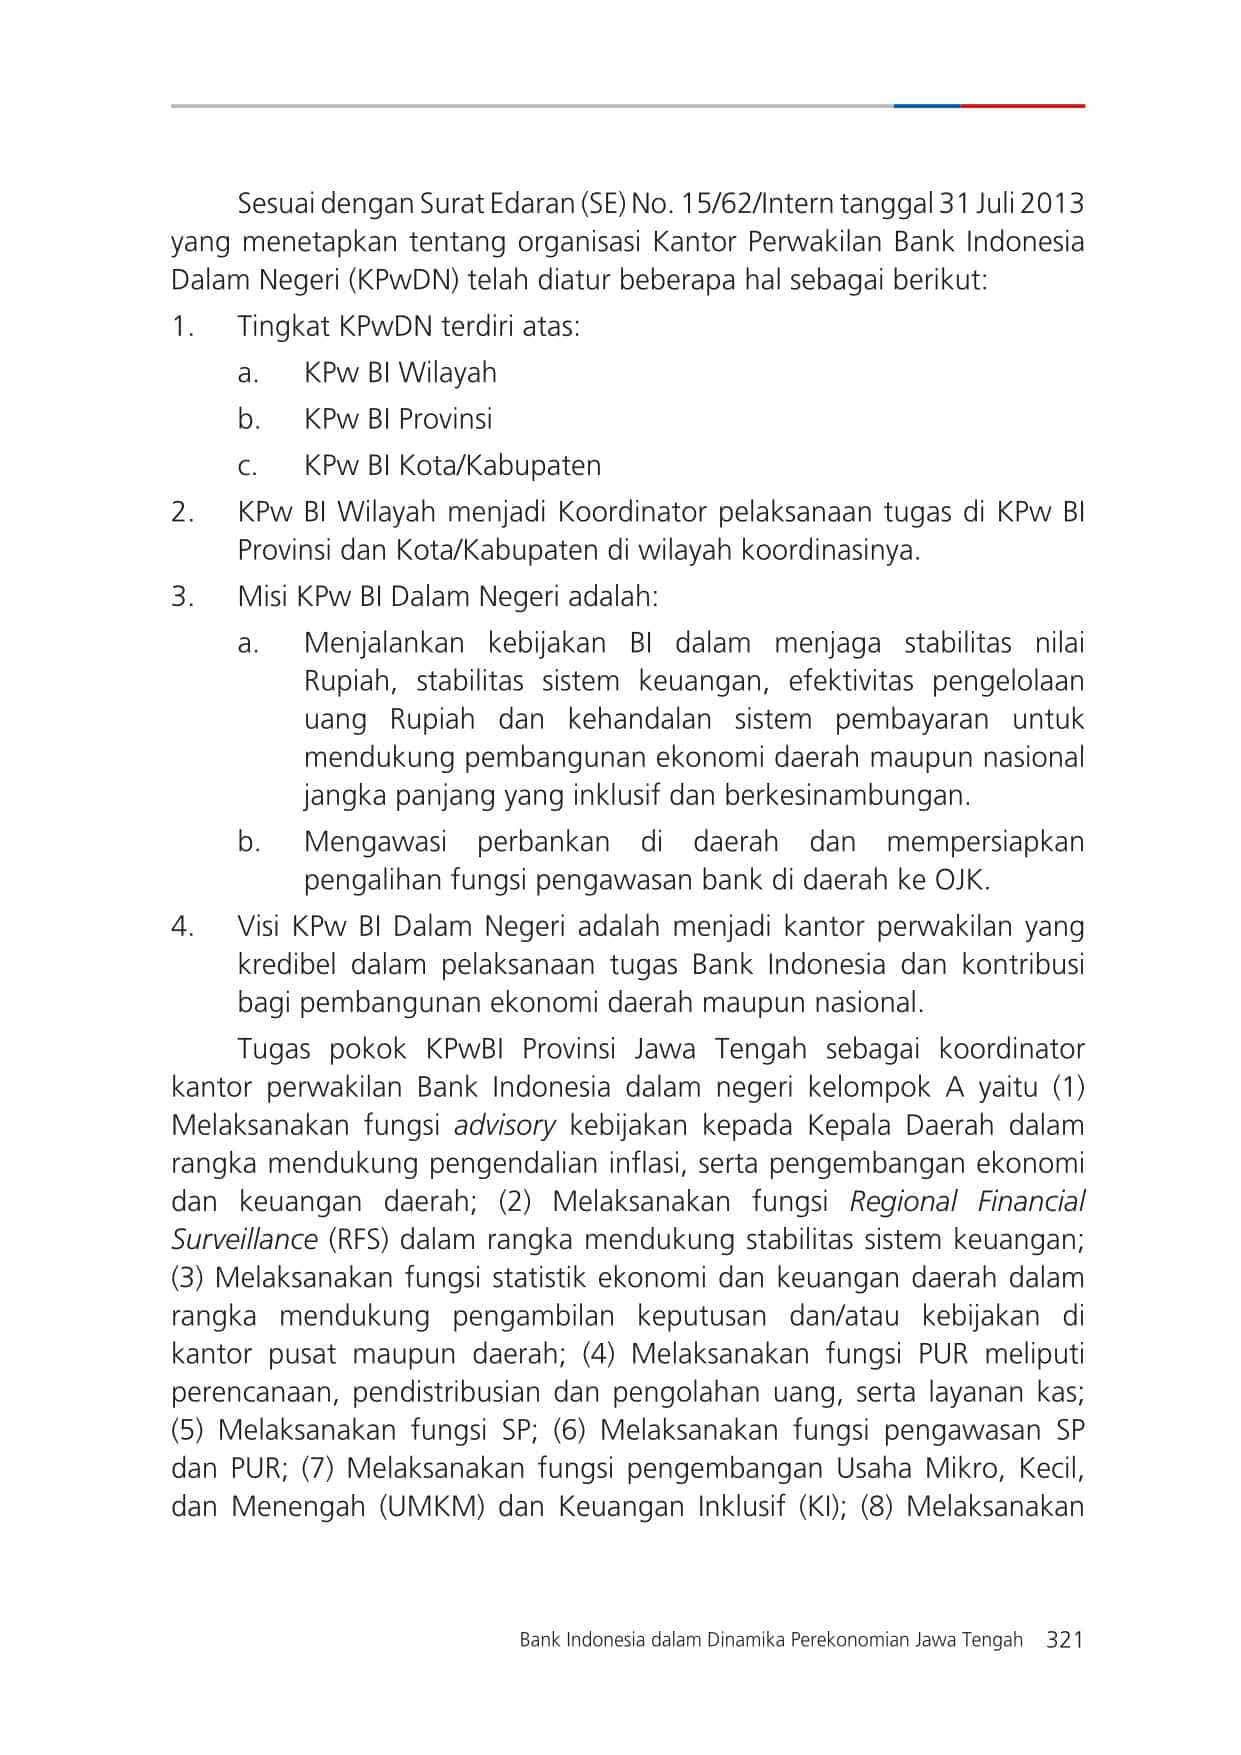 Sesuai dengan Surat Edaran (SE) No. 15/62/Intern tanggal 31 Juli 2013
yang menetapkan tentang organisasi Kantor Perwakilan Bank Indonesia
Dalam Negeri (KPwDN) telah diatur beberapa hal sebagai berikut:
1. Tingkat KPwDN terdiri atas:
a. KPw BI Wilayah
b. KPw BI Provinsi
c. KPw BI Kota/Kabupaten
2. KPw BI Wilayah menjadi Koordinator pelaksanaan tugas di KPw BI
Provinsi dan Kota/Kabupaten di wilayah koordinasinya.
3. Misi KPw BI Dalam Negeri adalah:
a. Menjalankan kebijakan BI dalam menjaga stabilitas nilai
Rupiah, stabilitas sistem keuangan, efektivitas pengelolaan
uang Rupiah dan kehandalan sistem pembayaran untuk
mendukung pembangunan ekonomi daerah maupun nasional
jangka panjang yang inklusif dan berkesinambungan.
b. Mengawasi perbankan di daerah dan mempersiapkan
pengalihan fungsi pengawasan bank di daerah ke OJK.
4. Visi KPw BI Dalam Negeri adalah menjadi kantor perwakilan yang
kredibel dalam pelaksanaan tugas Bank Indonesia dan kontribusi
bagi pembangunan ekonomi daerah maupun nasional.
Tugas pokok KPwBI Provinsi Jawa Tengah sebagai koordinator
kantor perwakilan Bank Indonesia dalam negeri kelompok A yaitu (1)
Melaksanakan fungsi advisory kebijakan kepada Kepala Daerah dalam
rangka mendukung pengendalian inflasi, serta pengembangan ekonomi
dan keuangan daerah; (2) Melaksanakan fungsi Regional Financial
Surveillance (RFS) dalam rangka mendukung stabilitas sistem keuangan;
(3) Melaksanakan fungsi statistik ekonomi dan keuangan daerah dalam
rangka mendukung pengambilan keputusan dan/atau kebijakan di
kantor pusat maupun daerah; (4) Melaksanakan fungsi PUR meliputi
perencanaan, pendistribusian dan pengolahan uang, serta layanan kas;
(5) Melaksanakan fungsi SP; (6) Melaksanakan fungsi pengawasan SP
dan PUR; (7) Melaksanakan fungsi pengembangan Usaha Mikro, Kecil,
dan Menengah (UMKM) dan Keuangan Inklusif (KI); (8) Melaksanakan
Bank Indonesia dalam Dinamika Perekonomian Jawa Tengah 321